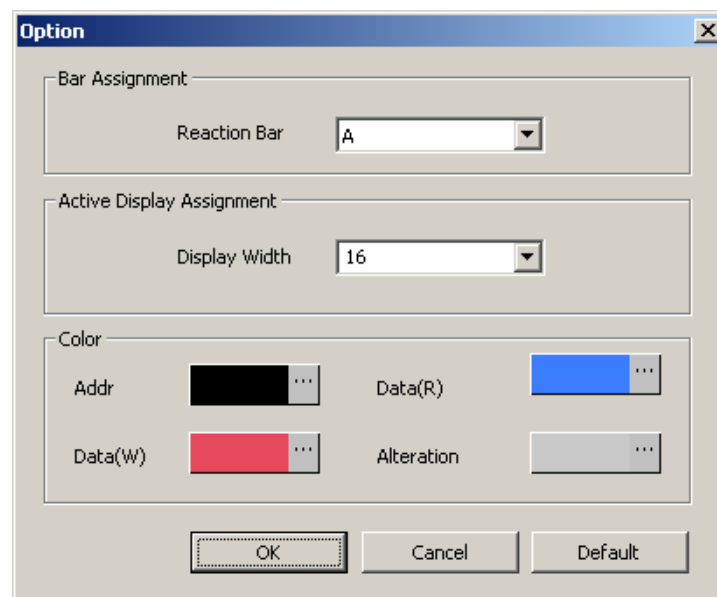 Option
Bar Assignment
Reaction Bar A
Active Display Assignment
Display Width 16
Color
Addr ... Data(R) ...
Data(W) ... Alteration ...
OK Cancel Default